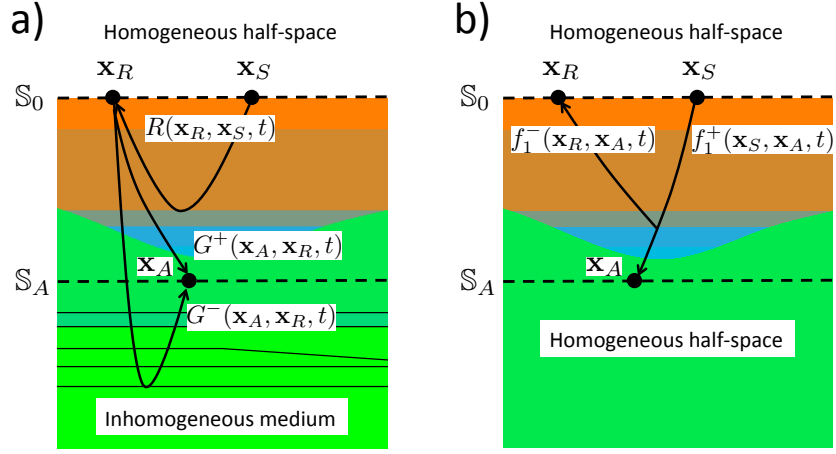 a)
Homogeneous half-space
𝐱_R
𝐱_S
𝕊_0
R(𝐱_R, 𝐱_S, t)
G^+(𝐱_A, 𝐱_R, t)
𝐱_A
𝕊_A
G^−(𝐱_A, 𝐱_R, t)
Inhomogeneous medium
b)
Homogeneous half-space
𝐱_R
𝐱_S
𝕊_0
f_1^−(𝐱_R, 𝐱_A, t)
f_1^+(𝐱_S, 𝐱_A, t)
𝐱_A
𝕊_A
Homogeneous half-space